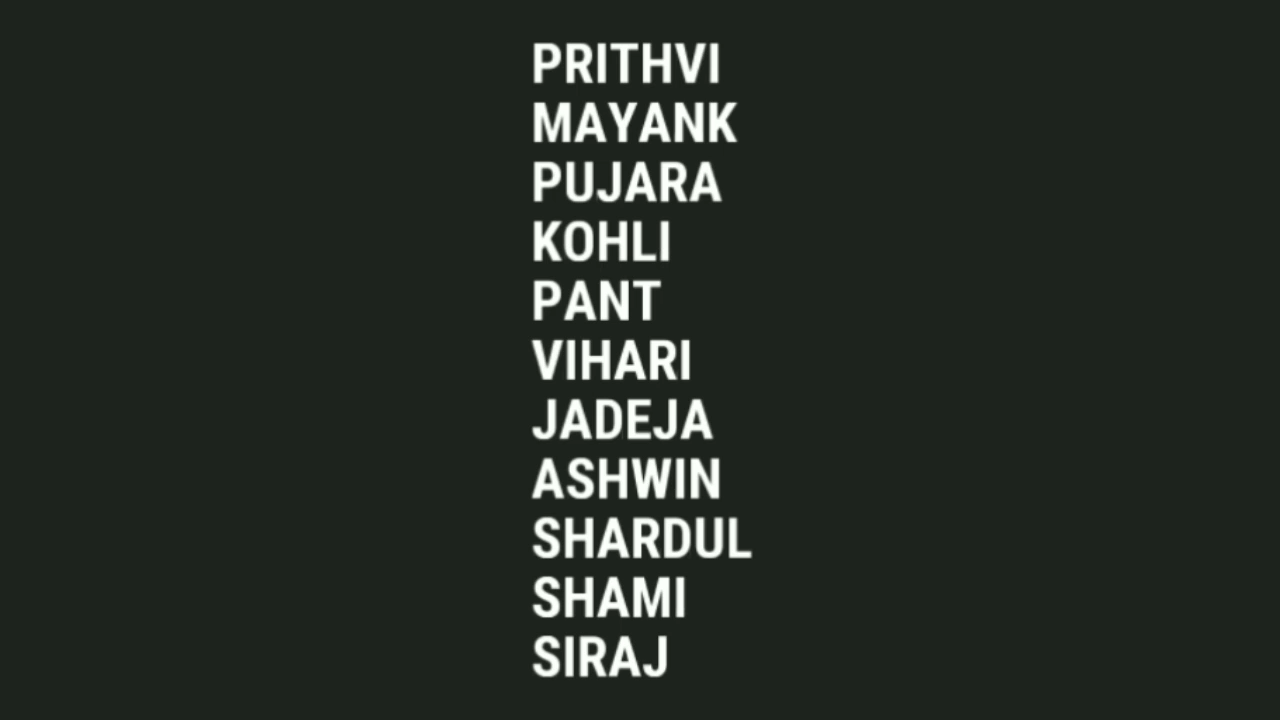 PRITHVI
MAYANK
PUJARA
KOHLI
PANT
VIHARI
JADEJA
ASHWIN
SHARDUL
SHAMI
SIRAJ